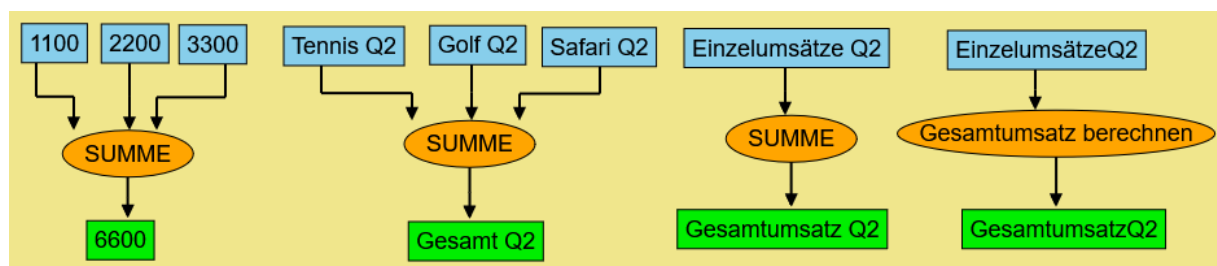 1100 2200 3300
SUMME
6600
Tennis Q2 Golf Q2 Safari Q2
SUMME
Gesamt Q2
Einzelumsätze Q2
SUMME
Gesamtumsatz Q2
EinzelumsätzeQ2
Gesamtumsatz berechnen
GesamtumsatzQ2